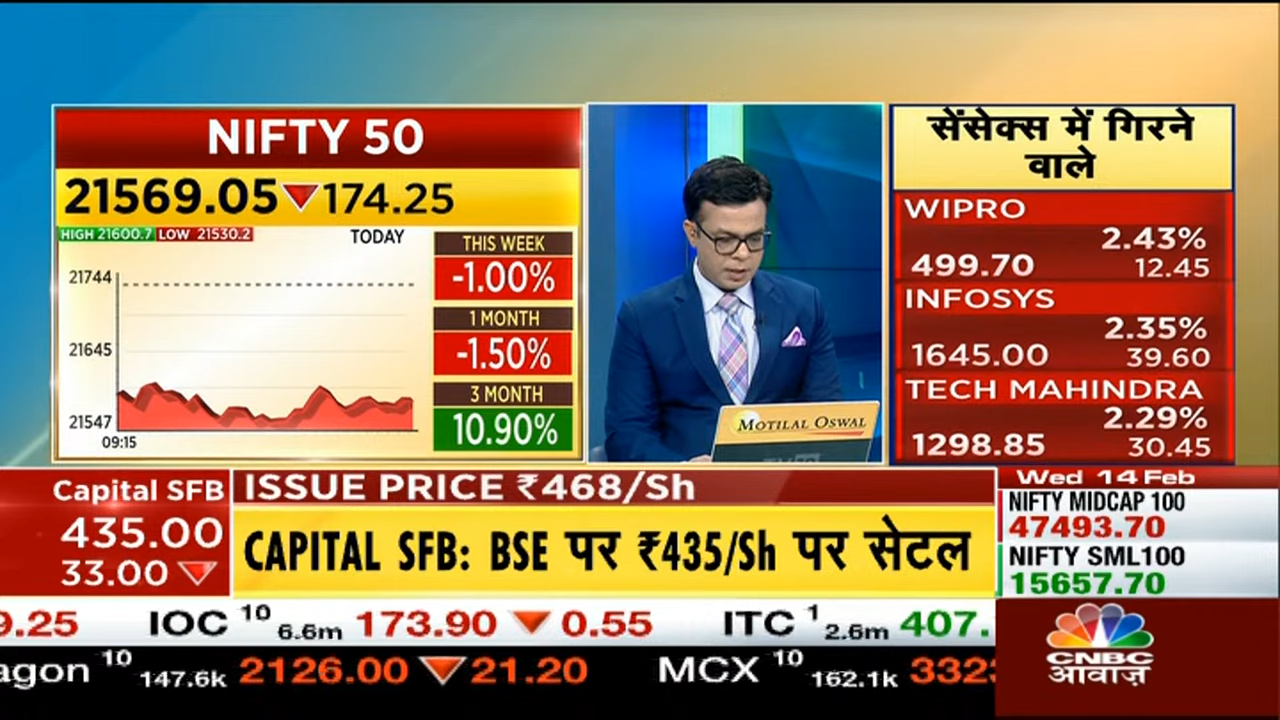 NIFTY 50
21569.05 ▼ 174.25
HIGH 21600.7 LOW 21530.2
TODAY
21744
21645
21547
09:15
THIS WEEK
-1.00%
1 MONTH
-1.50%
3 MONTH
10.90%
MOTILAL OSWAL
सेंसेक्स में गिरने
वाले
WIPRO
2.43%
499.70 12.45
INFOSYS
2.35%
1645.00 39.60
TECH MAHINDRA
2.29%
1298.85 30.45
Capital SFB
435.00
33.00 ▼
ISSUE PRICE ₹468/Sh
CAPITAL SFB: BSE पर ₹435/Sh पर सेटल
Wed 14 Feb
NIFTY MIDCAP 100
47493.70
NIFTY SML100
15657.70
9.25 IOC 10 6.6m 173.90 ▼ 0.55 ITC 1 2.6m 407.
agon 10 147.6k 2126.00 ▼ 21.20 MCX 10 162.1k 332
CNBC
आवाज़